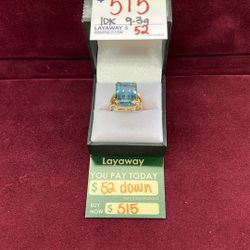 $515
10K 9.3g
LAYAWAY $
52
Layaway
YOU PAY TODAY
$ 52 down
BUY
NOW $ 515